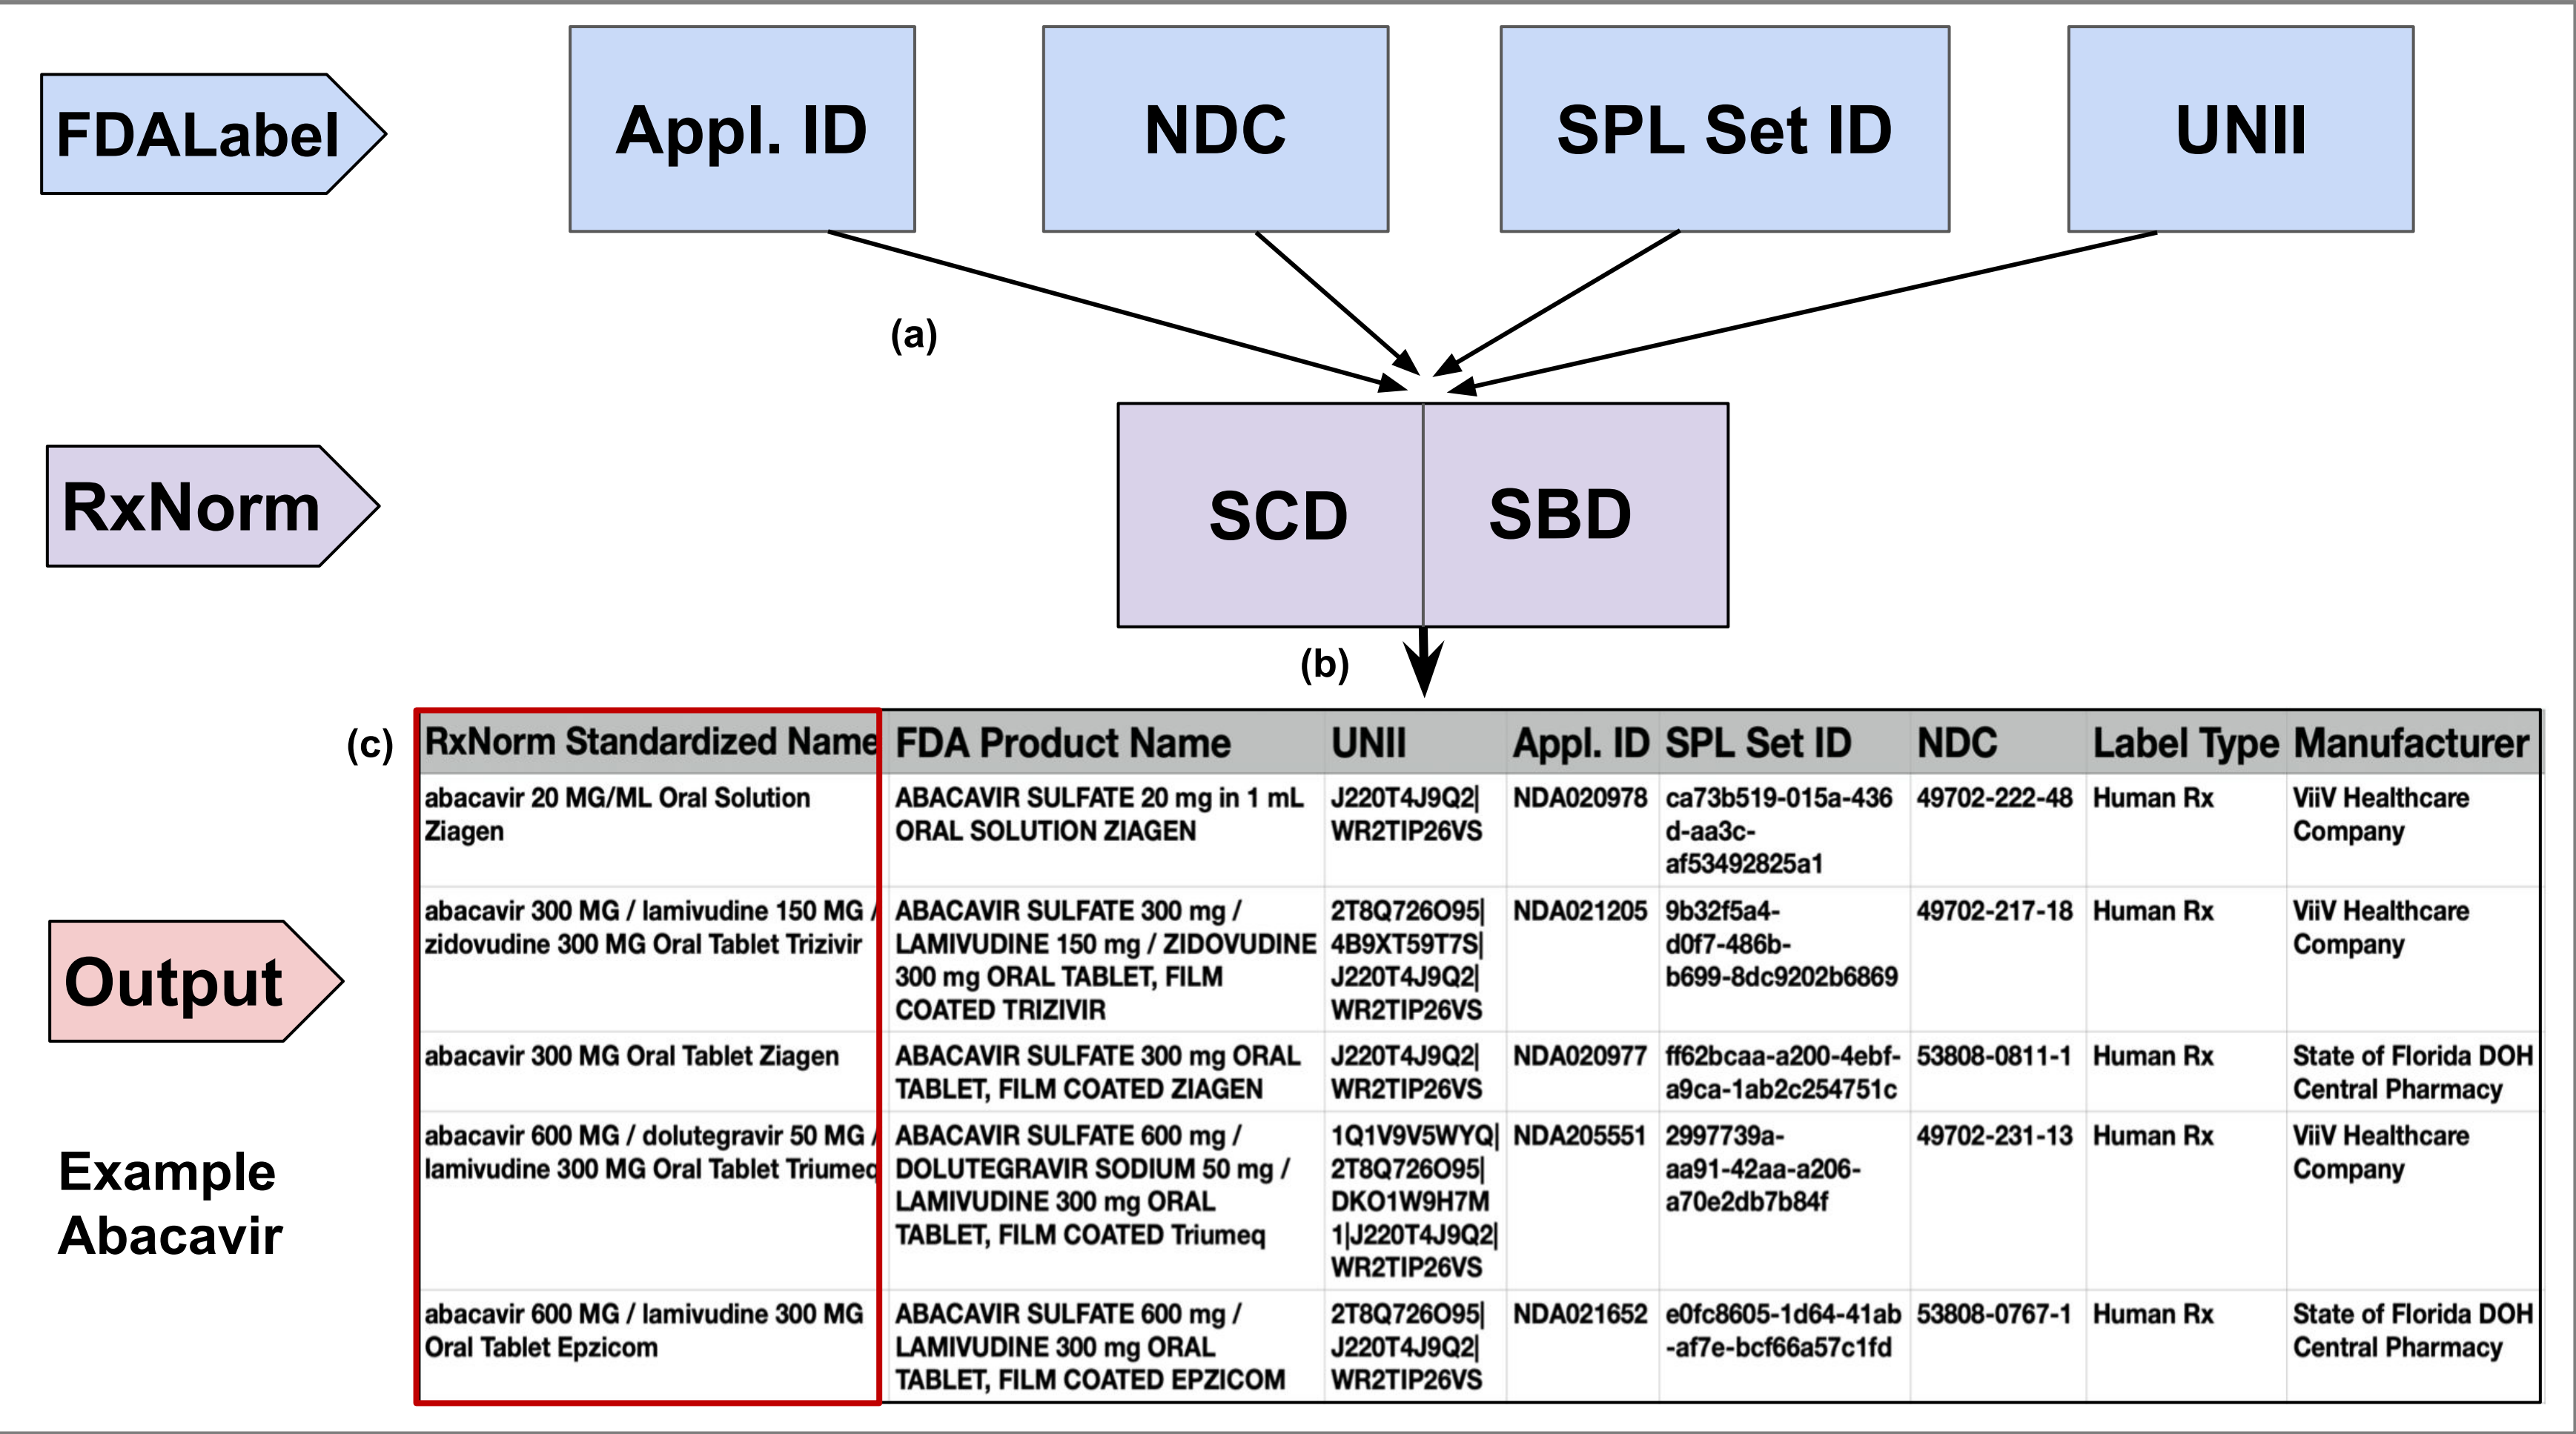 FDALabel
Appl. ID
NDC
SPL Set ID
UNII
(a)
RxNorm
SCD
SBD
(b)
(c)
RxNorm Standardized Name
FDA Product Name
UNII
Appl. ID
SPL Set ID
NDC
Label Type
Manufacturer
abacavir 20 MG/ML Oral Solution
Ziagen
ABACAVIR SULFATE 20 mg in 1 mL
ORAL SOLUTION ZIAGEN
J220T4J9Q2|
WR2TIP26VS
NDA020978
ca73b519-015a-436
d-aa3c-
af53492825a1
49702-222-48
Human Rx
ViiV Healthcare
Company
abacavir 300 MG / lamivudine 150 MG /
zidovudine 300 MG Oral Tablet Trizivir
ABACAVIR SULFATE 300 mg /
LAMIVUDINE 150 mg / ZIDOVUDINE
300 mg ORAL TABLET, FILM
COATED TRIZIVIR
2T8Q726O95|
4B9XT59T7S|
J220T4J9Q2|
WR2TIP26VS
NDA021205
9b32f5a4-
d0f7-486b-
b699-8dc9202b6869
49702-217-18
Human Rx
ViiV Healthcare
Company
Output
abacavir 300 MG Oral Tablet Ziagen
ABACAVIR SULFATE 300 mg ORAL
TABLET, FILM COATED ZIAGEN
J220T4J9Q2|
WR2TIP26VS
NDA020977
ff62bcaa-a200-4ebf-
a9ca-1ab2c254751c
53808-0811-1
Human Rx
State of Florida DOH
Central Pharmacy
Example
Abacavir
abacavir 600 MG / dolutegravir 50 MG /
lamivudine 300 MG Oral Tablet Triumeq
ABACAVIR SULFATE 600 mg /
DOLUTEGRAVIR SODIUM 50 mg /
LAMIVUDINE 300 mg ORAL
TABLET, FILM COATED Triumeq
1Q1V9V5WYQ|
2T8Q726O95|
DKO1W9H7M
1|J220T4J9Q2|
WR2TIP26VS
NDA205551
2997739a-
aa91-42aa-a206-
a70e2db7b84f
49702-231-13
Human Rx
ViiV Healthcare
Company
abacavir 600 MG / lamivudine 300 MG
Oral Tablet Epzicom
ABACAVIR SULFATE 600 mg /
LAMIVUDINE 300 mg ORAL
TABLET, FILM COATED EPZICOM
2T8Q726O95|
J220T4J9Q2|
WR2TIP26VS
NDA021652
e0fc8605-1d64-41ab
-af7e-bcf66a57c1fd
53808-0767-1
Human Rx
State of Florida DOH
Central Pharmacy